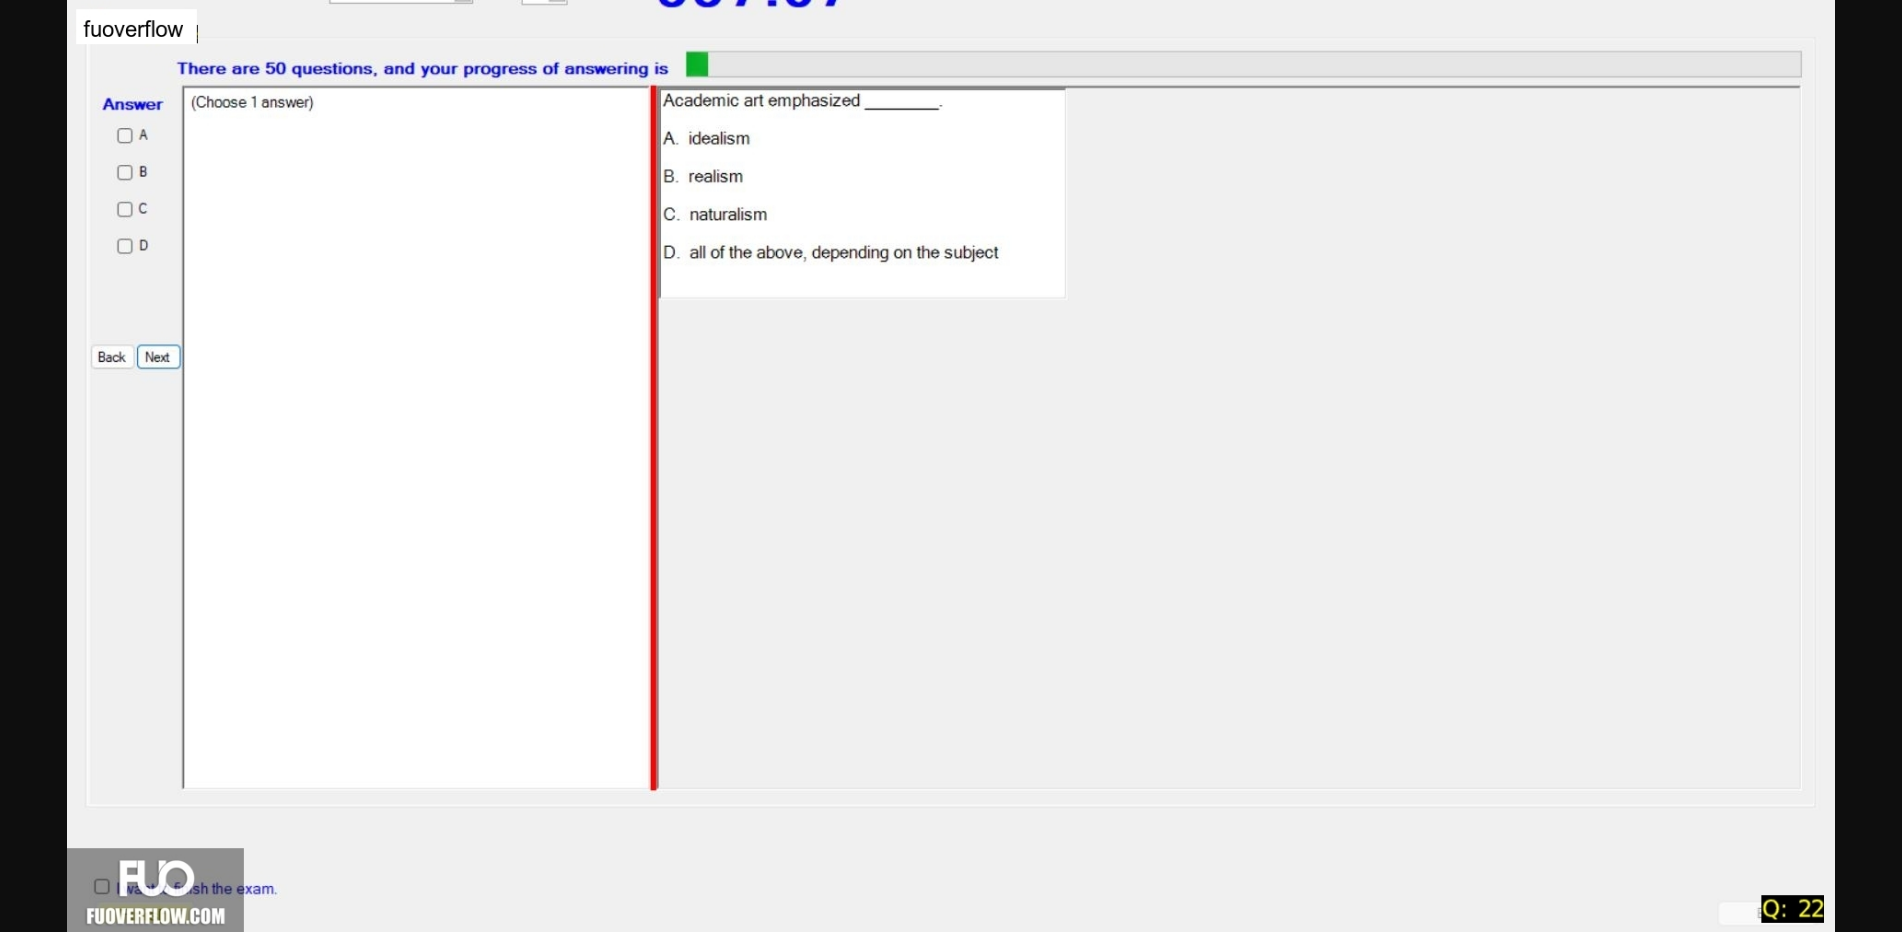 fuoverflow
There are 50 questions, and your progress of answering is
Answer
(Choose 1 answer)
A
B
C
D
Back
Next
Academic art emphasized ________.
A. idealism
B. realism
C. naturalism
D. all of the above, depending on the subject
I want finish the exam.
FUO
FUOVERFLOW.COM
Q: 22